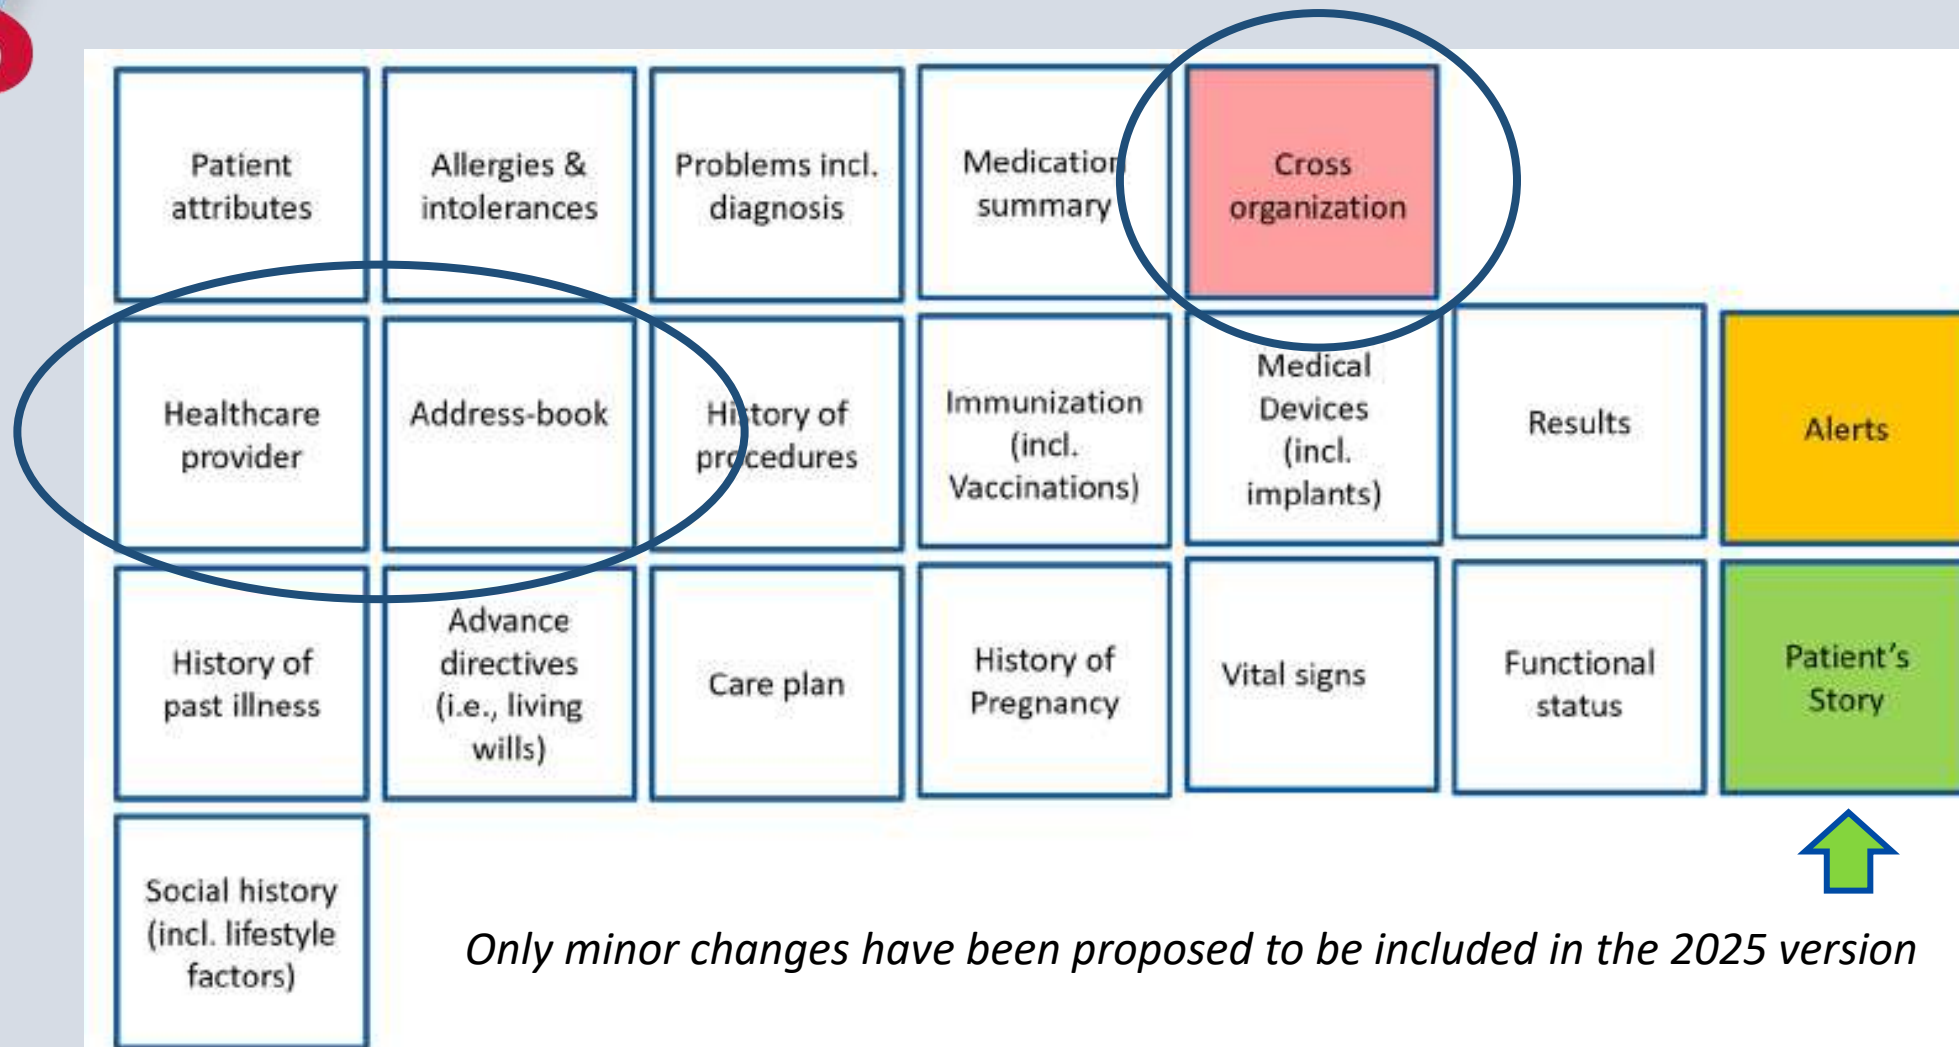 Patient
attributes
Allergies &
intolerances
Problems incl.
diagnosis
Medication
summary
Cross
organization
Healthcare
provider
Address-book
History of
procedures
Immunization
(incl.
Vaccinations)
Medical
Devices
(incl.
implants)
Results
Alerts
History of
past illness
Advance
directives
(i.e., living
wills)
Care plan
History of
Pregnancy
Vital signs
Functional
status
Patient's
Story
Social history
(incl. lifestyle
factors)
Only minor changes have been proposed to be included in the 2025 version